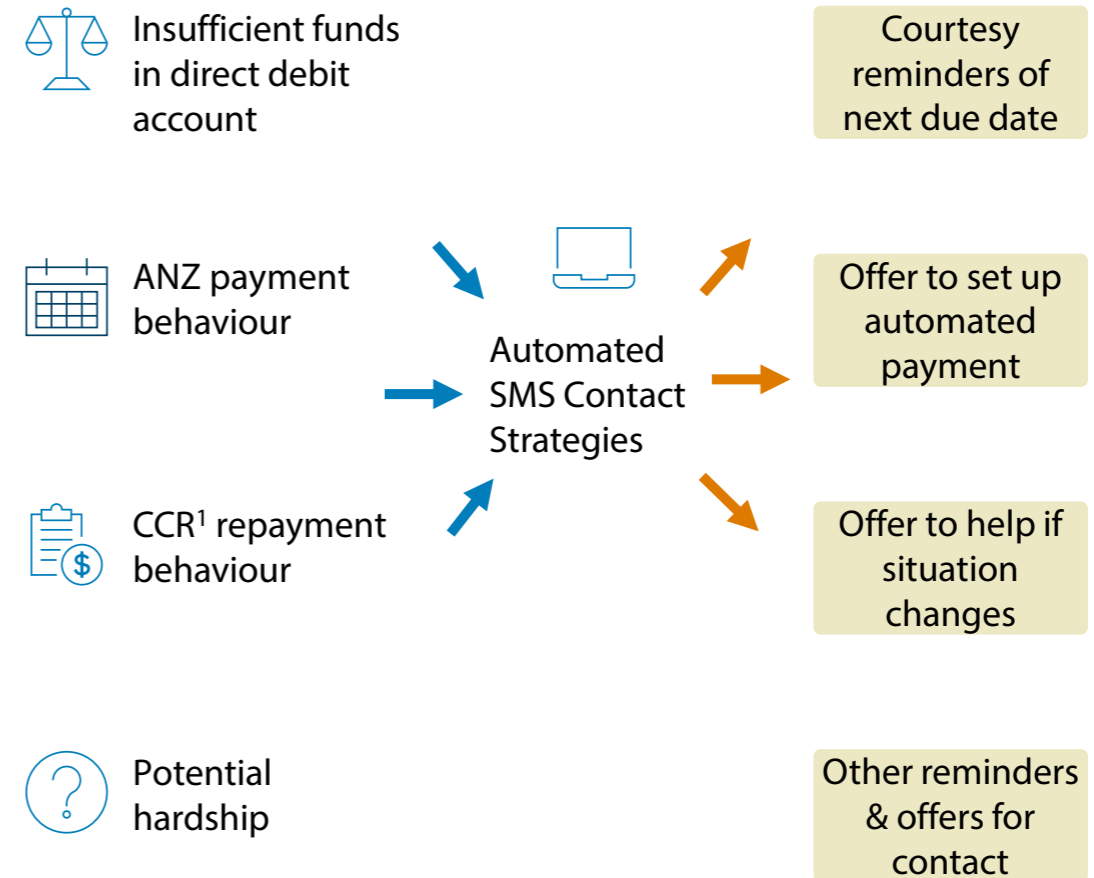 Insufficient funds
in direct debit
account
Courtesy
reminders of
next due date
ANZ payment
behaviour
Offer to set up
automated
payment
Automated
SMS Contact
Strategies
CCR¹ repayment
behaviour
$
Offer to help if
situation
changes
?
Potential
hardship
Other reminders
& offers for
contact